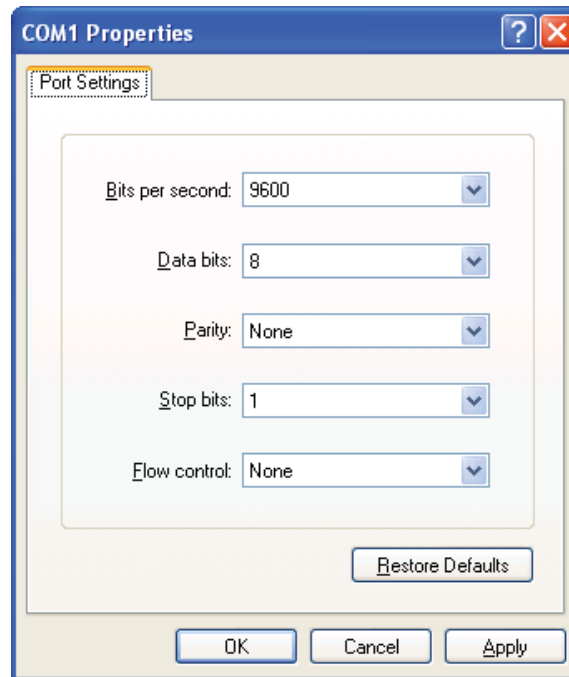 COM1 Properties
Port Settings
Bits per second: 9600
Data bits: 8
Parity: None
Stop bits: 1
Flow control: None
Restore Defaults
OK Cancel Apply